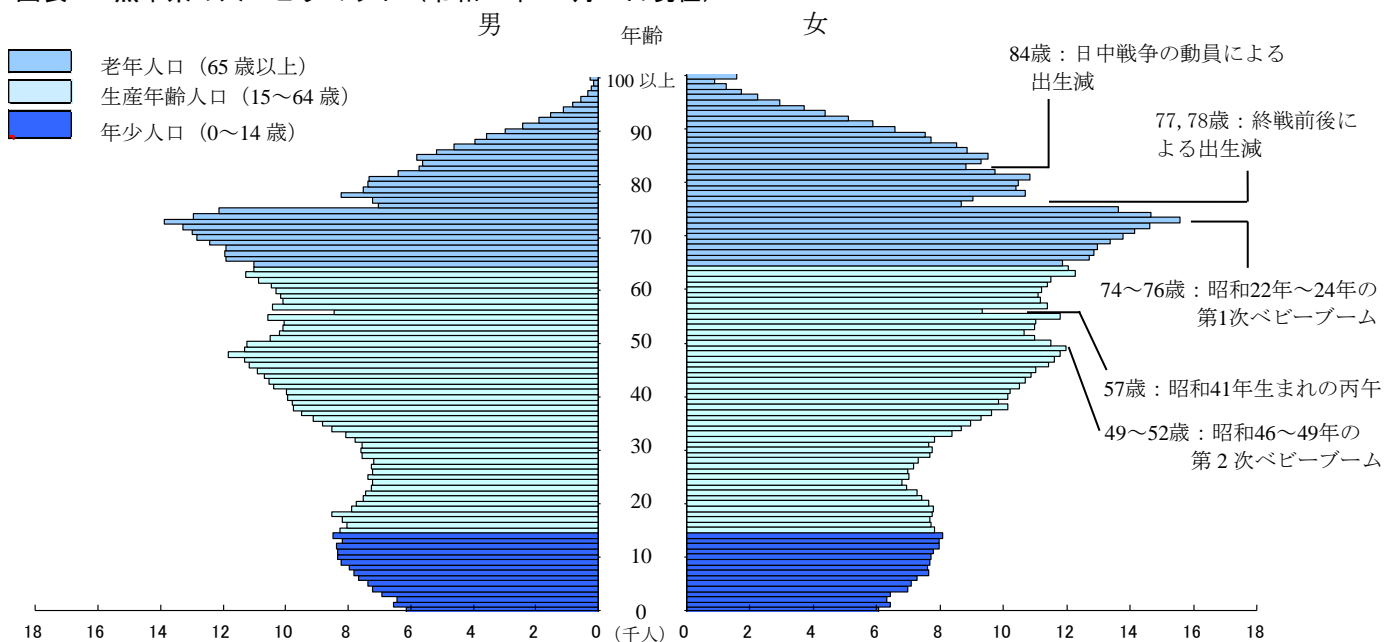 男
女
年齢
老年人口（65 歳以上）
生産年齢人口（15～64 歳）
年少人口（0～14 歳）
84歳：日中戦争の動員による
出生減
77, 78歳：終戦前後に
よる出生減
74～76歳：昭和22年～24年の
第1次ベビーブーム
57歳：昭和41年生まれの丙午
49～52歳：昭和46～49年の
第２次ベビーブーム
100 以上
90
80
70
60
50
40
30
20
10
0
18 16 14 12 10 8 6 4 2 0 (千人) 0 2 4 6 8 10 12 14 16 18